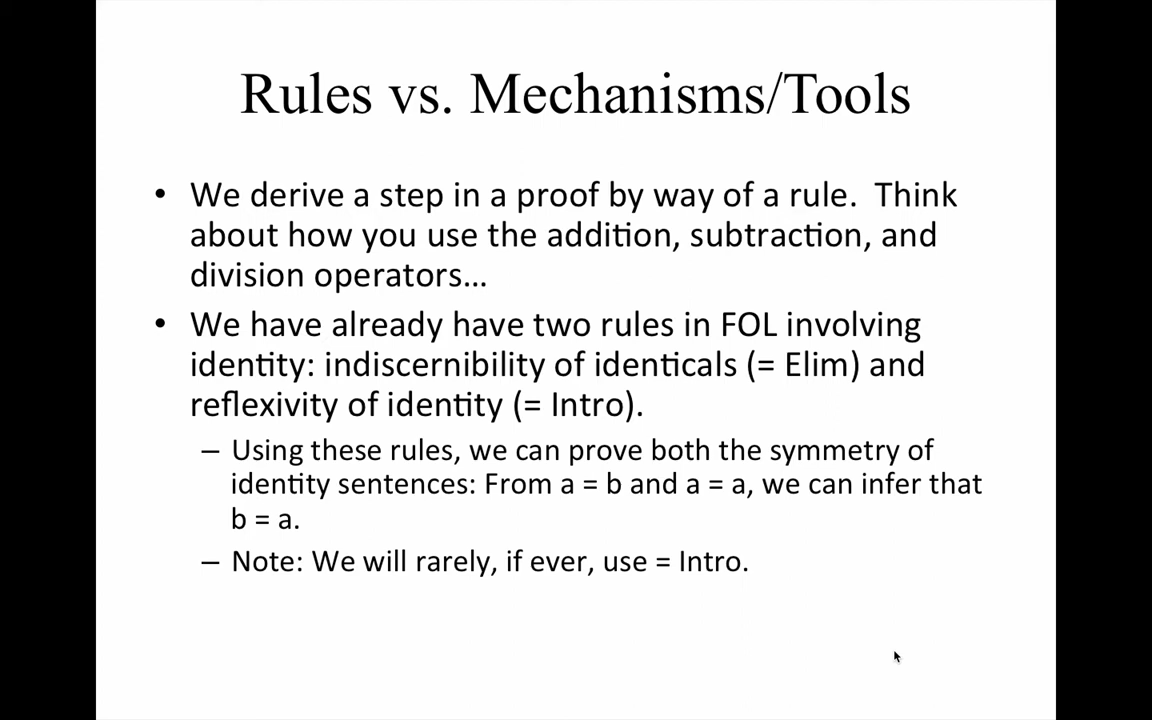 Rules vs. Mechanisms/Tools
• We derive a step in a proof by way of a rule.  Think
about how you use the addition, subtraction, and
division operators…
• We have already have two rules in FOL involving
identity: indiscernibility of identicals (= Elim) and
reflexivity of identity (= Intro).
– Using these rules, we can prove both the symmetry of
identity sentences: From a = b and a = a, we can infer that
b = a.
– Note: We will rarely, if ever, use = Intro.